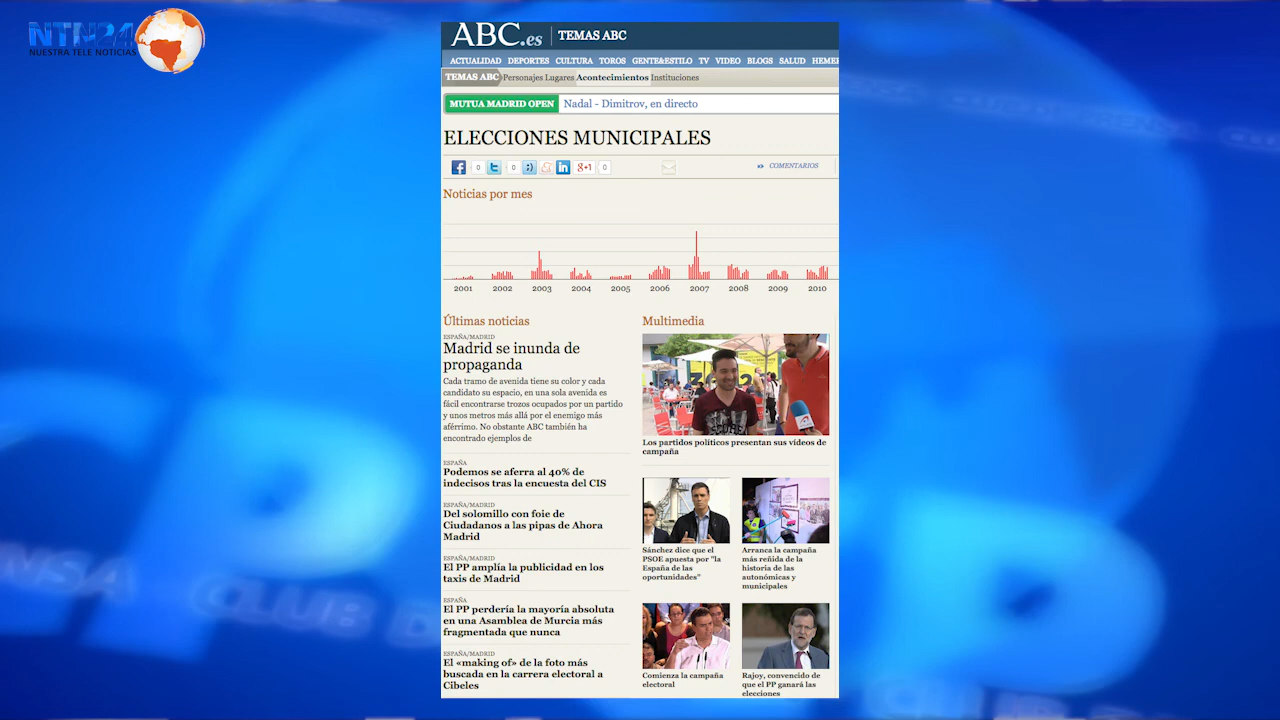 NTN24
NUESTRA TELE NOTICIAS
ABC.es
TEMAS ABC
ACTUALIDAD DEPORTES CULTURA TOROS GENTE&ESTILO TV VIDEO BLOGS SALUD HEMER
TEMAS ABC Personajes Lugares Acontecimientos Instituciones
MUTUA MADRID OPEN Nadal - Dimitrov, en directo
ELECCIONES MUNICIPALES
0 0 g+1 0 COMENTARIOS
Noticias por mes
2001 2002 2003 2004 2005 2006 2007 2008 2009 2010
Últimas noticias
ESPAÑA/MADRID
Madrid se inunda de
propaganda
Cada tramo de avenida tiene su color y cada
candidato su espacio, en una sola avenida es
fácil encontrarse trozos ocupados por un partido
y unos metros más allá por el enemigo más
aférrimo. No obstante ABC también ha
encontrado ejemplos de
ESPAÑA
Podemos se aferra al 40% de
indecisos tras la encuesta del CIS
ESPAÑA/MADRID
Del solomillo con foie de
Ciudadanos a las pipas de Ahora
Madrid
ESPAÑA/MADRID
El PP amplía la publicidad en los
taxis de Madrid
ESPAÑA
El PP perdería la mayoría absoluta
en una Asamblea de Murcia más
fragmentada que nunca
ESPAÑA/MADRID
El «making of» de la foto más
buscada en la carrera electoral a
Cibeles
Multimedia
Los partidos políticos presentan sus vídeos de
campaña
Sánchez dice que el
PSOE apuesta por "la
España de las
oportunidades"
Arranca la campaña
más reñida de la
historia de las
autonómicas y
municipales
Comienza la campaña
electoral
Rajoy, convencido de
que el PP ganará las
elecciones
CLUB D